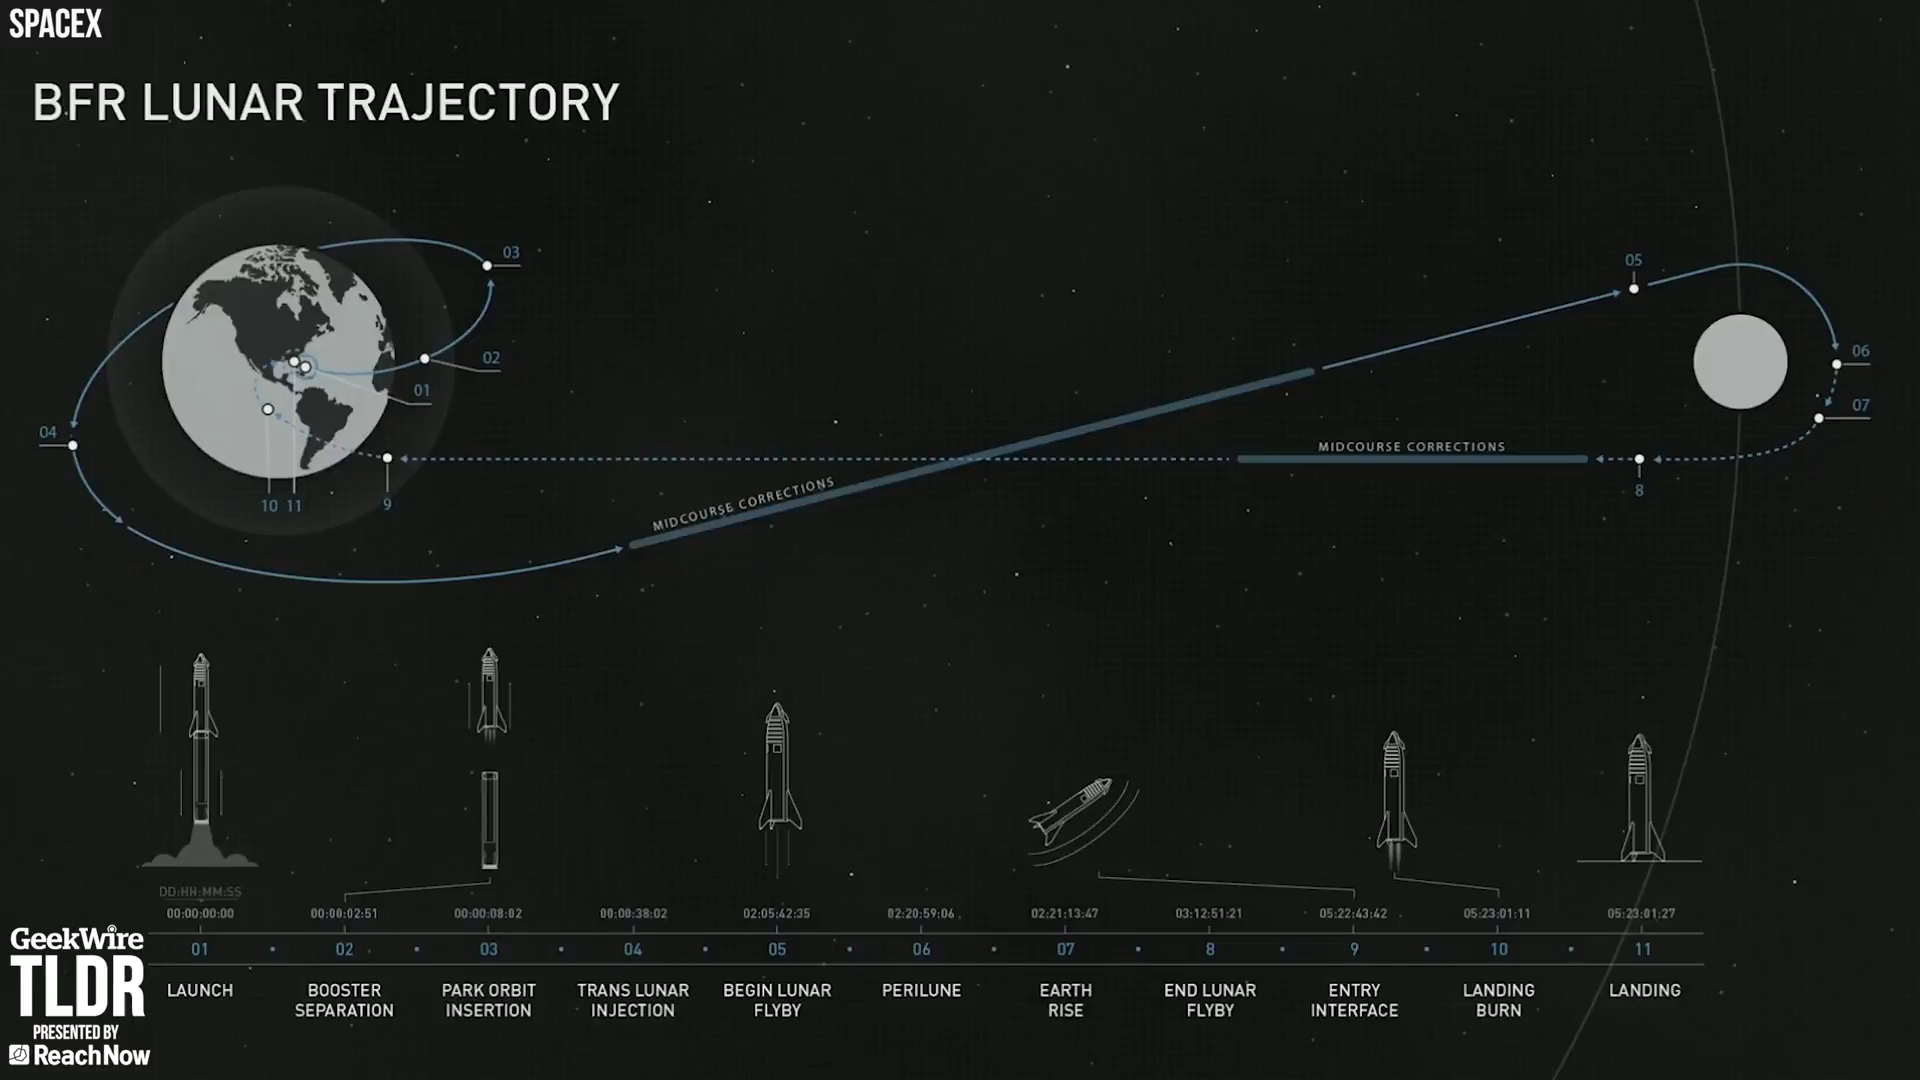 SPACEX
BFR LUNAR TRAJECTORY
03
02
01
04
10 11
9
MIDCOURSE CORRECTIONS
05
06
07
MIDCOURSE CORRECTIONS
8
DD:HH:MM:SS
00:00:00:00 00:00:02:51 00:00:08:02 00:00:38:02 02:05:42:35 02:20:59:06 02:21:13:47 03:12:51:21 05:22:43:42 05:23:01:11 05:23:01:27
01 02 03 04 05 06 07 8 9 10 11
LAUNCH
BOOSTER
SEPARATION
PARK ORBIT
INSERTION
TRANS LUNAR
INJECTION
BEGIN LUNAR
FLYBY
PERILUNE
EARTH
RISE
END LUNAR
FLYBY
ENTRY
INTERFACE
LANDING
BURN
LANDING
GeekWire
TLDR
PRESENTED BY
ReachNow